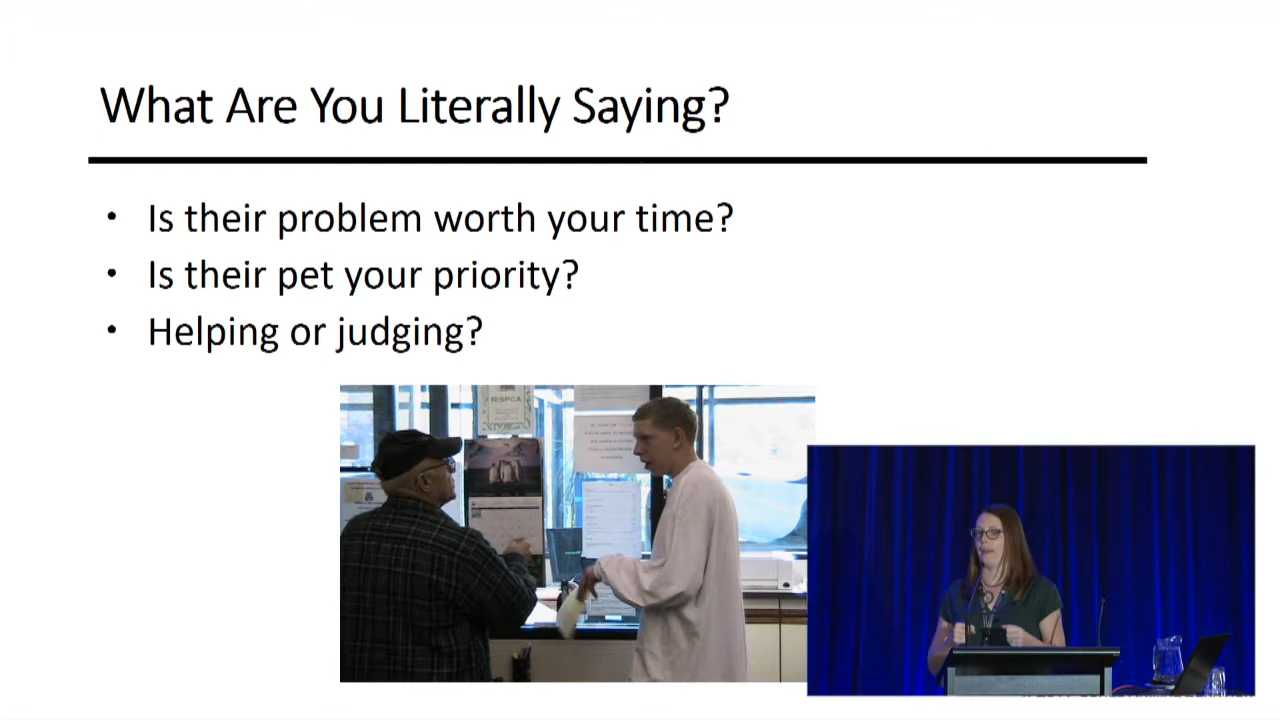 What Are You Literally Saying?
• Is their problem worth your time?
• Is their pet your priority?
• Helping or judging?
RISPCA